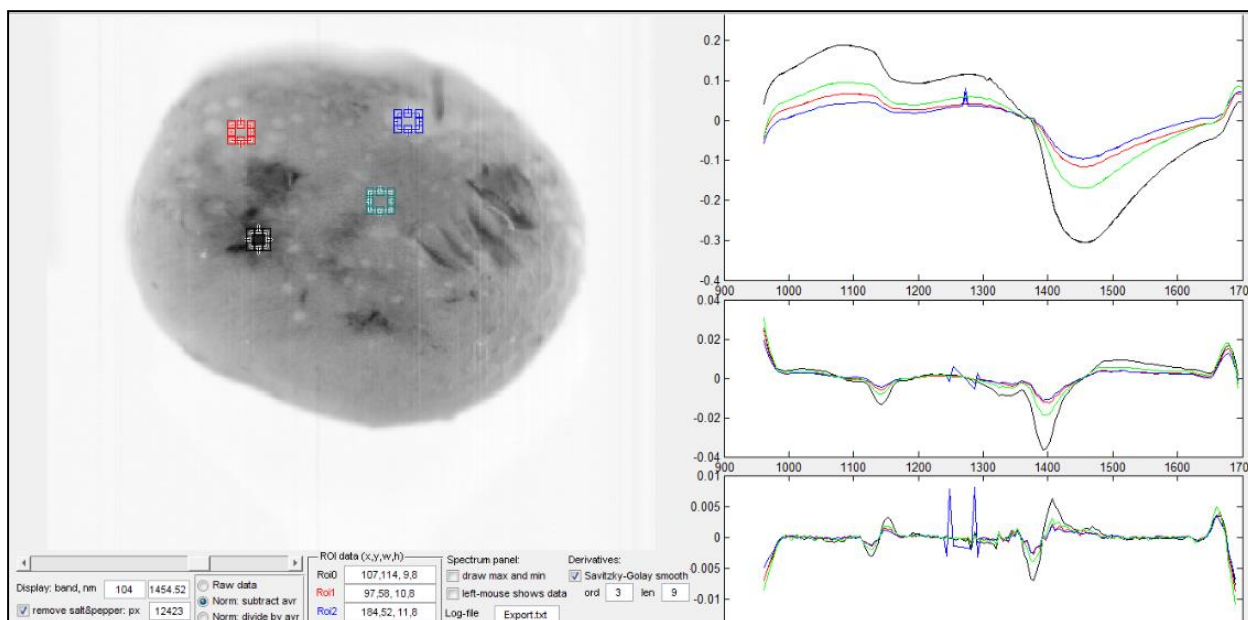 0.2
0.1
0
-0.1
-0.2
-0.3
-0.4
900 1000 1100 1200 1300 1400 1500 1600 170
0.04
0.02
0
-0.02
-0.04
900 1000 1100 1200 1300 1400 1500 1600 170
0.01
0.005
0
-0.005
-0.01
Display: band, nm 104 1454.52
remove salt&pepper: px 12423
Raw data
Norm: subtract avr
Norm: divide by avr
ROI data (x,y,w,h)
Roi0 107,114, 9,8
Roi1 97,58, 10,8
Roi2 184,52, 11,8
Spectrum panel:
draw max and min
left-mouse shows data
Log-file Export.txt
Derivatives:
Savitzky-Golay smooth
ord 3 len 9